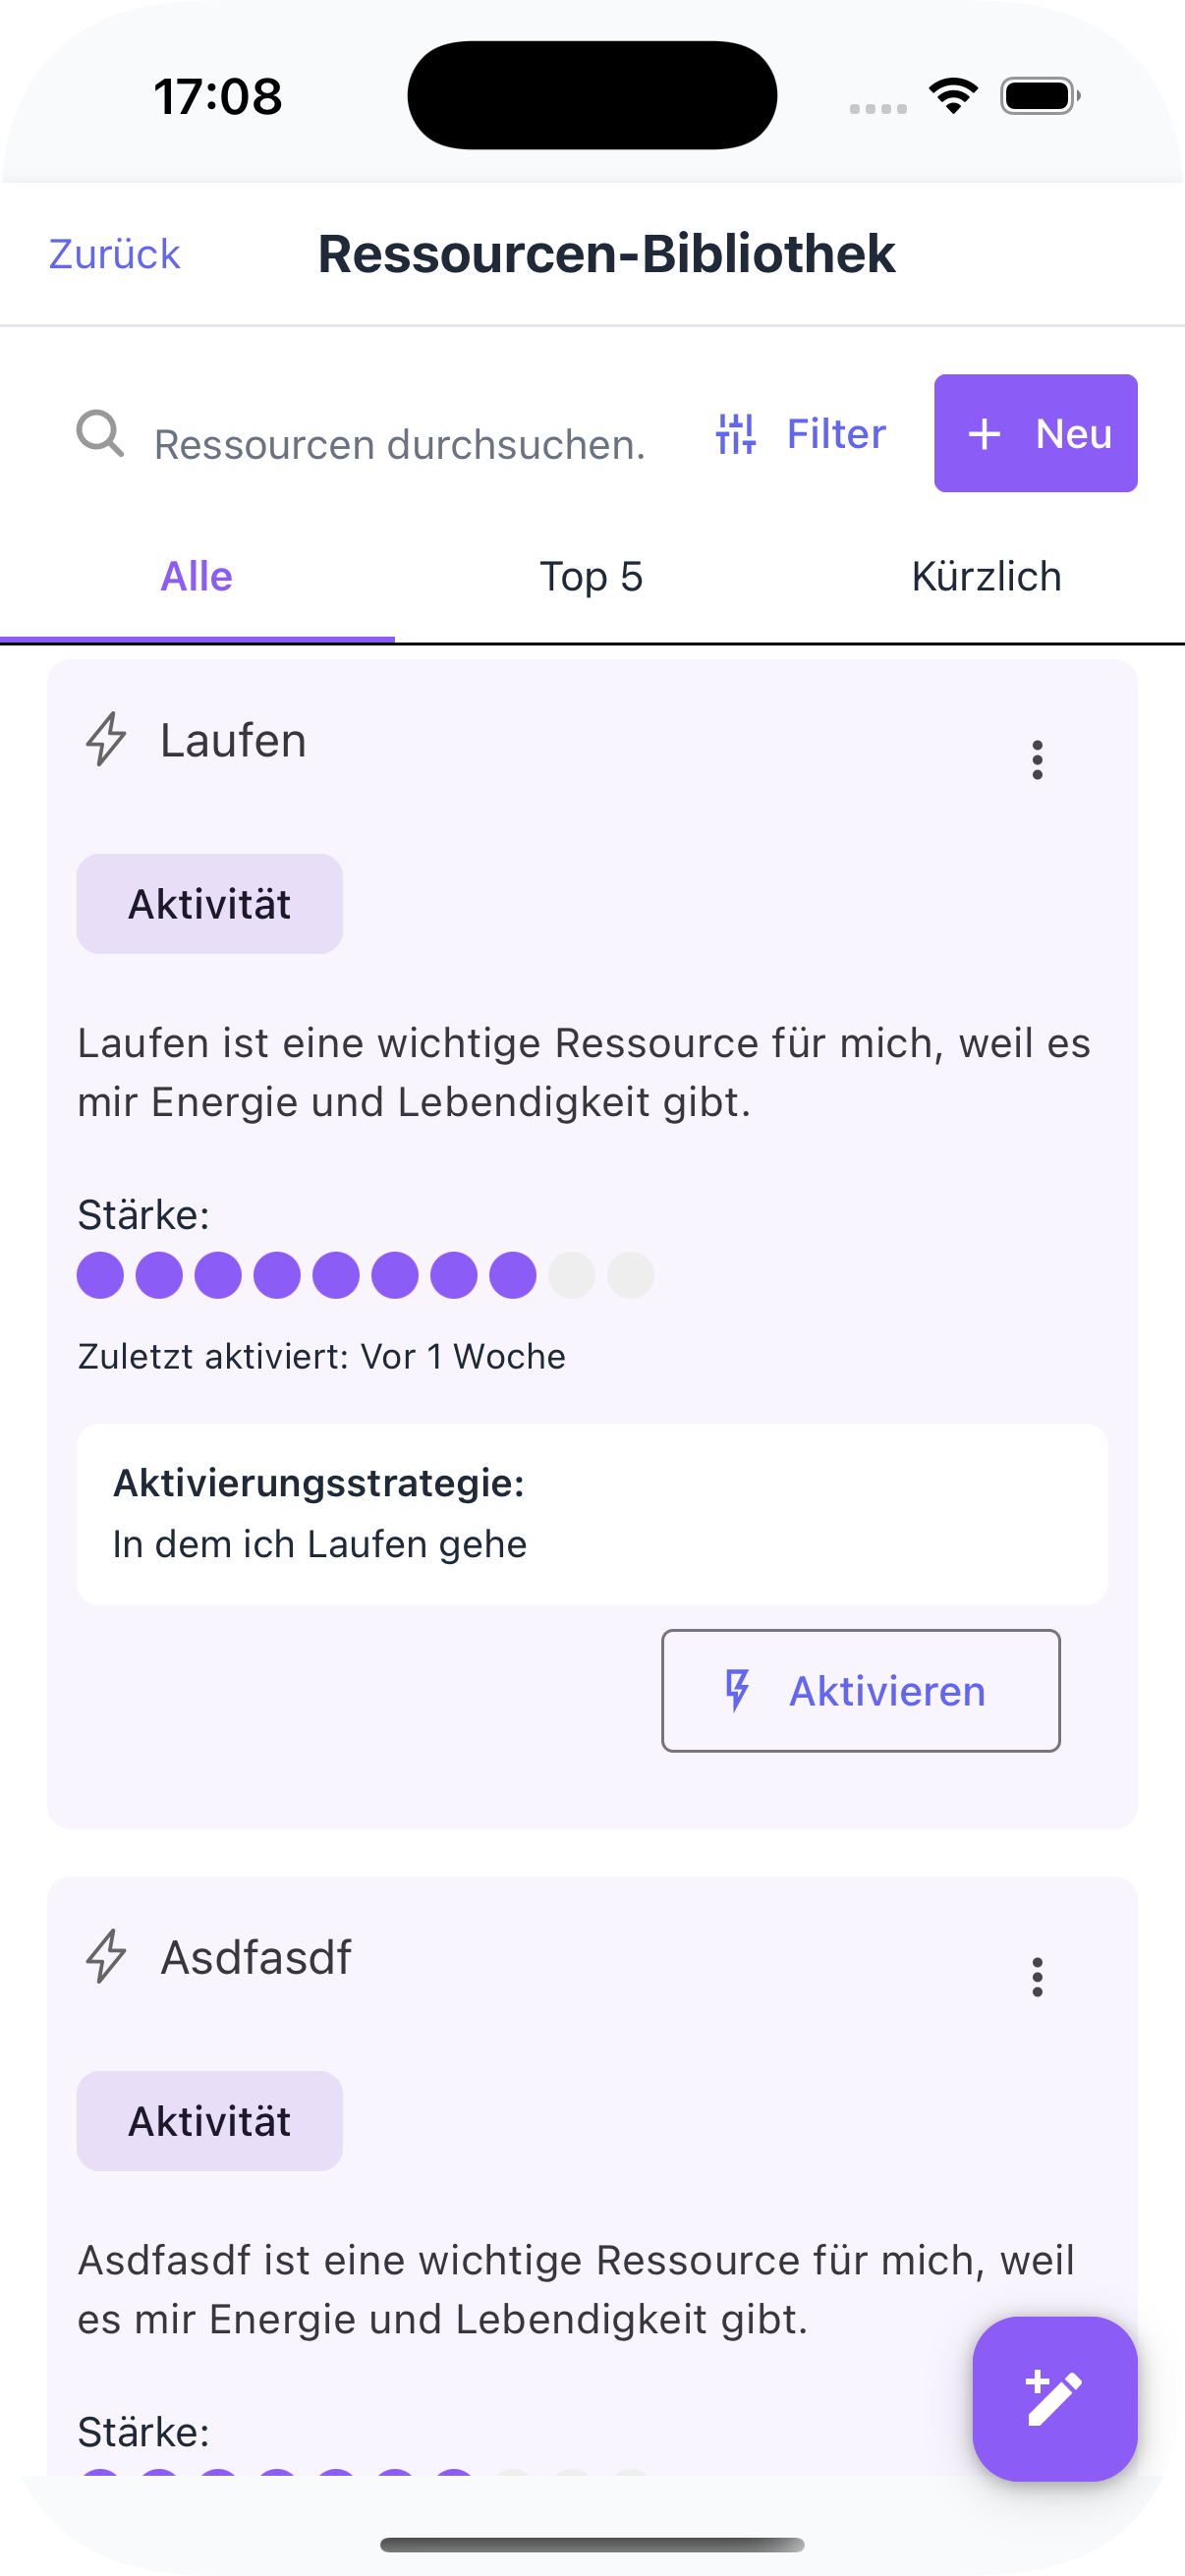 17:08
Zurück
Ressourcen-Bibliothek
Ressourcen durchsuchen.
Filter
+ Neu
Alle
Top 5
Kürzlich
Laufen
Aktivität
Laufen ist eine wichtige Ressource für mich, weil es
mir Energie und Lebendigkeit gibt.
Stärke:
Zuletzt aktiviert: Vor 1 Woche
Aktivierungsstrategie:
In dem ich Laufen gehe
Aktivieren
Asdfasdf
Aktivität
Asdfasdf ist eine wichtige Ressource für mich, weil
es mir Energie und Lebendigkeit gibt.
Stärke: